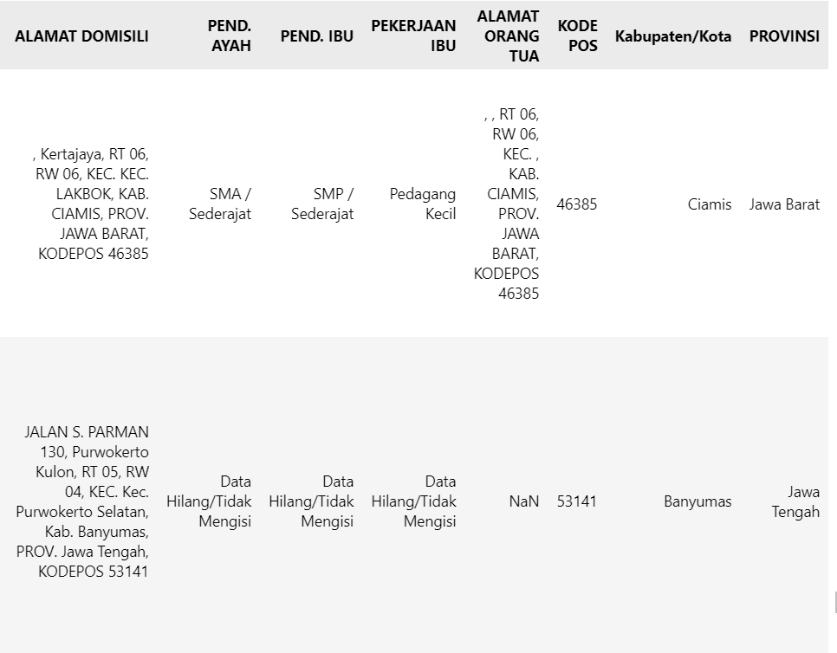 ALAMAT DOMISILI
PEND.
AYAH
PEND. IBU
PEKERJAAN
IBU
ALAMAT
ORANG
TUA
KODE
POS
Kabupaten/Kota
PROVINSI
, Kertajaya, RT 06,
RW 06, KEC. KEC.
LAKBOK, KAB.
CIAMIS, PROV.
JAWA BARAT,
KODEPOS 46385
SMA /
Sederajat
SMP /
Sederajat
Pedagang
Kecil
, , RT 06,
RW 06,
KEC. ,
KAB.
CIAMIS,
PROV.
JAWA
BARAT,
KODEPOS
46385
46385
Ciamis
Jawa Barat
JALAN S. PARMAN
130, Purwokerto
Kulon, RT 05, RW
04, KEC. Kec.
Purwokerto Selatan,
Kab. Banyumas,
PROV. Jawa Tengah,
KODEPOS 53141
Data
Hilang/Tidak
Mengisi
Data
Hilang/Tidak
Mengisi
Data
Hilang/Tidak
Mengisi
NaN
53141
Banyumas
Jawa
Tengah